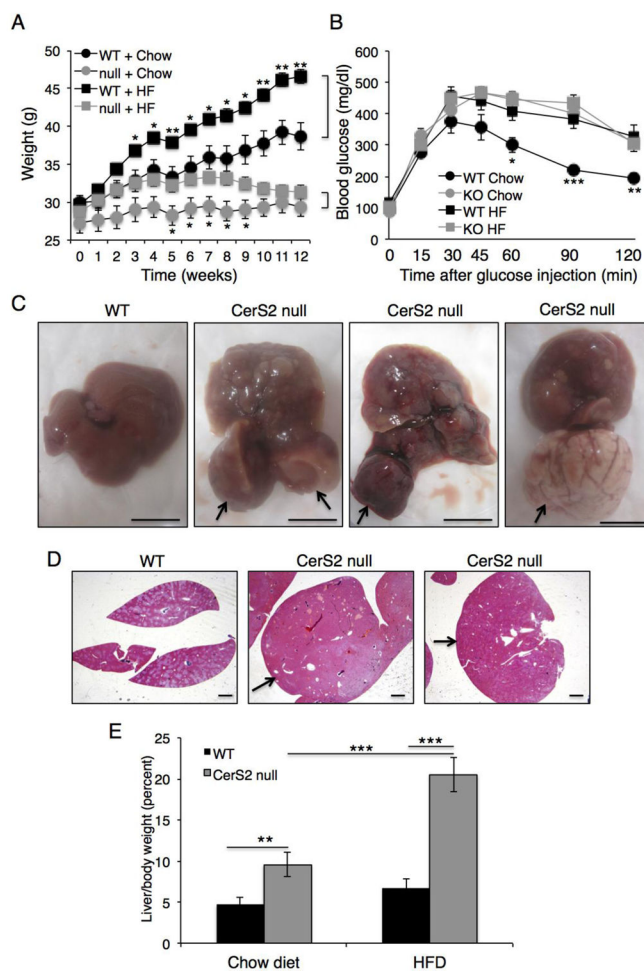 A
Weight (g)
50
45
40
35
30
25
WT + Chow
null + Chow
WT + HF
null + HF
* * ** * * * * ** ** **
* * * * *
0 1 2 3 4 5 6 7 8 9 10 11 12
Time (weeks)
B
Blood glucose (mg/dl)
600
500
400
300
200
100
0
WT Chow
KO Chow
WT HF
KO HF
*
***
**
0 15 30 45 60 90 120
Time after glucose injection (min)
C
WT CerS2 null CerS2 null CerS2 null
D
WT CerS2 null CerS2 null
E
Liver/body weight (percent)
25
20
15
10
5
0
WT
CerS2 null
**
***
***
Chow diet HFD